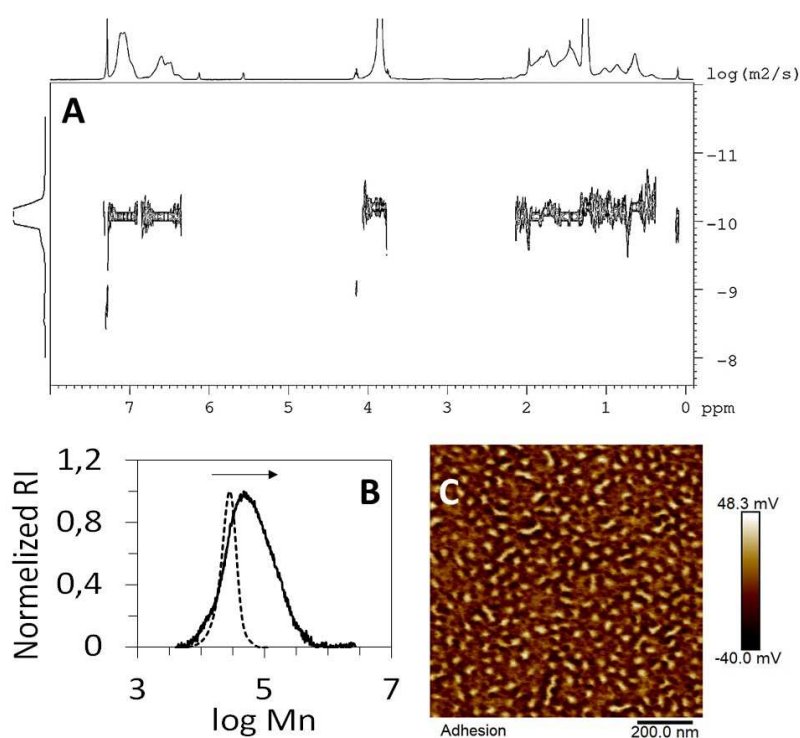 log(m2/s)
A
-11
-10
-9
-8
7 6 5 4 3 2 1 0 ppm
1,2
0,8
0,4
0
Normelized RI
B
3 5 7
log Mn
C
48.3 mV
-40.0 mV
Adhesion
200.0 nm